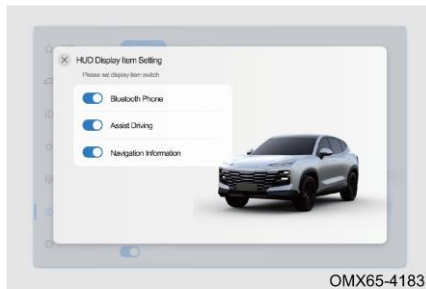 HUD Display Item Setting
Please set display item switch
Bluetooth Phone
Assist Driving
Navigation Information
OMX65-4183